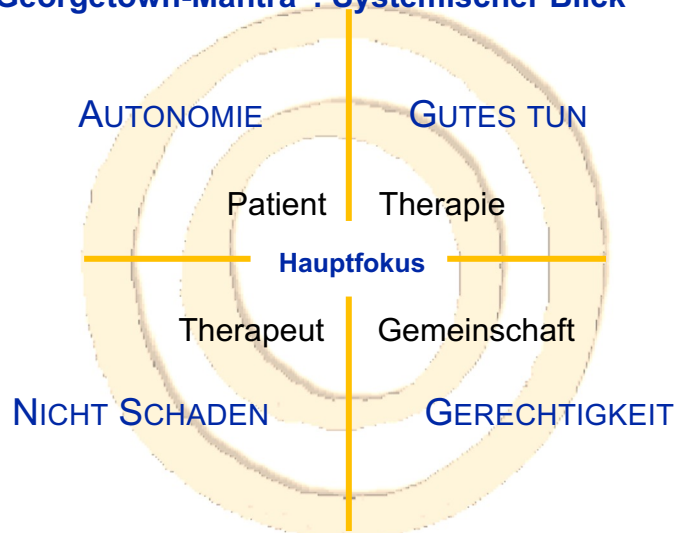 Georgetown-Mantra“: Systemischer Blick
AUTONOMIE GUTES TUN
Patient Therapie
Hauptfokus
Therapeut Gemeinschaft
NICHT SCHADEN GERECHTIGKEIT